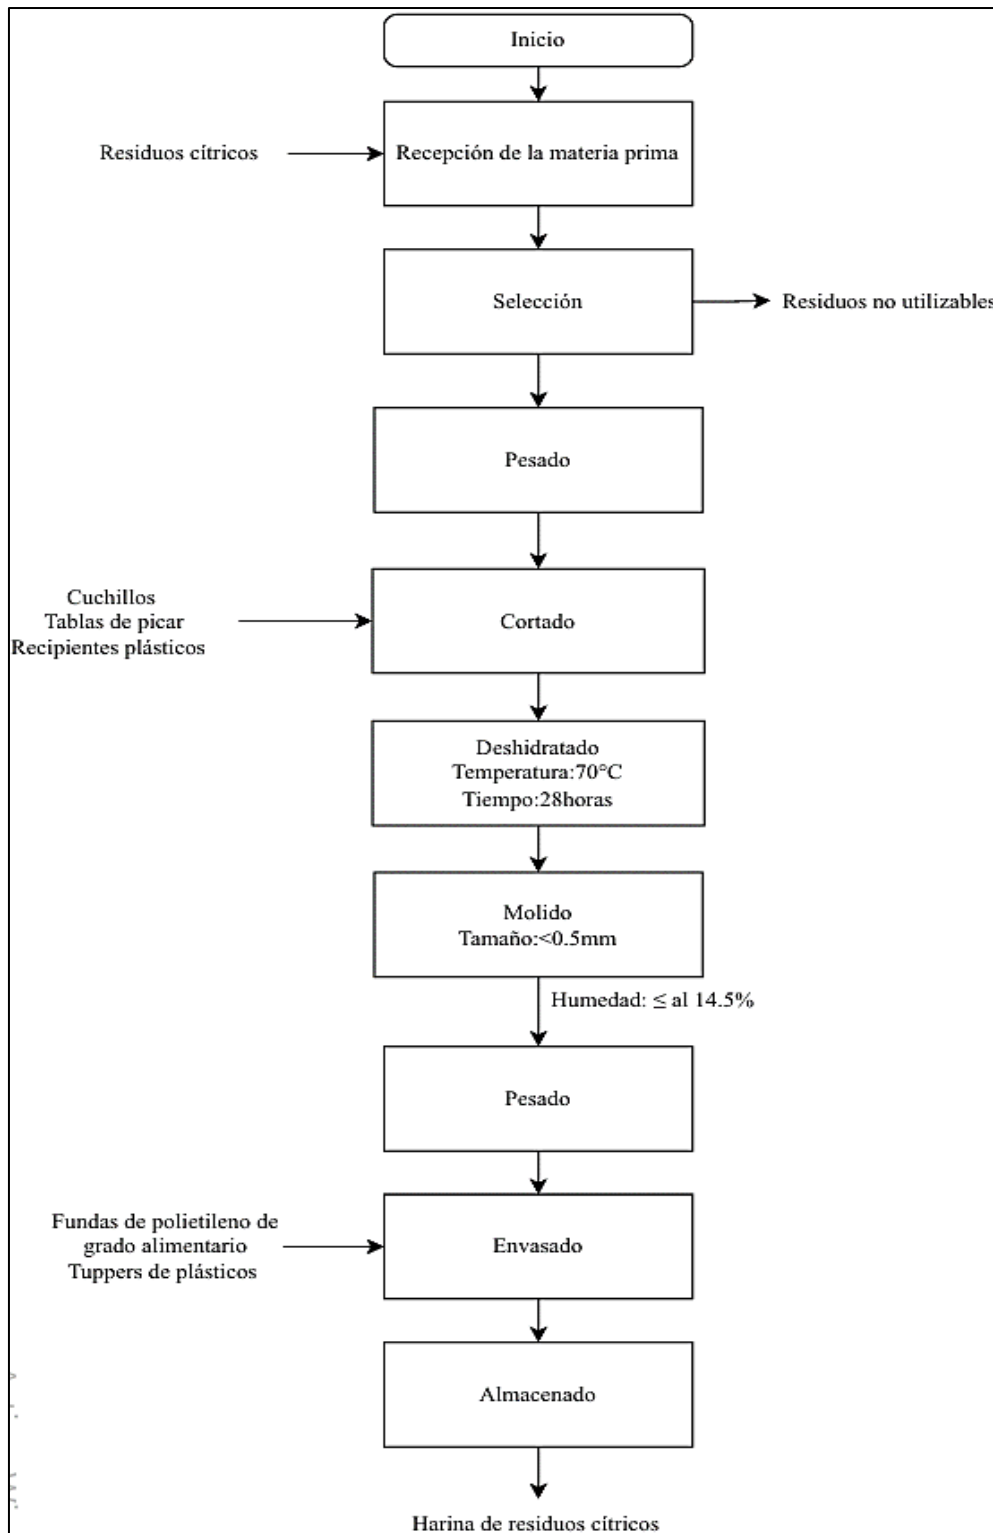 Inicio
Residuos cítricos
Recepción de la materia prima
Selección
Residuos no utilizables
Pesado
Cuchillos
Tablas de picar
Recipientes plásticos
Cortado
Deshidratado
Temperatura:70°C
Tiempo:28horas
Molido
Tamaño:<0.5mm
Humedad: ≤ al 14.5%
Pesado
Fundas de polietileno de
grado alimentario
Tuppers de plásticos
Envasado
Almacenado
Harina de residuos cítricos